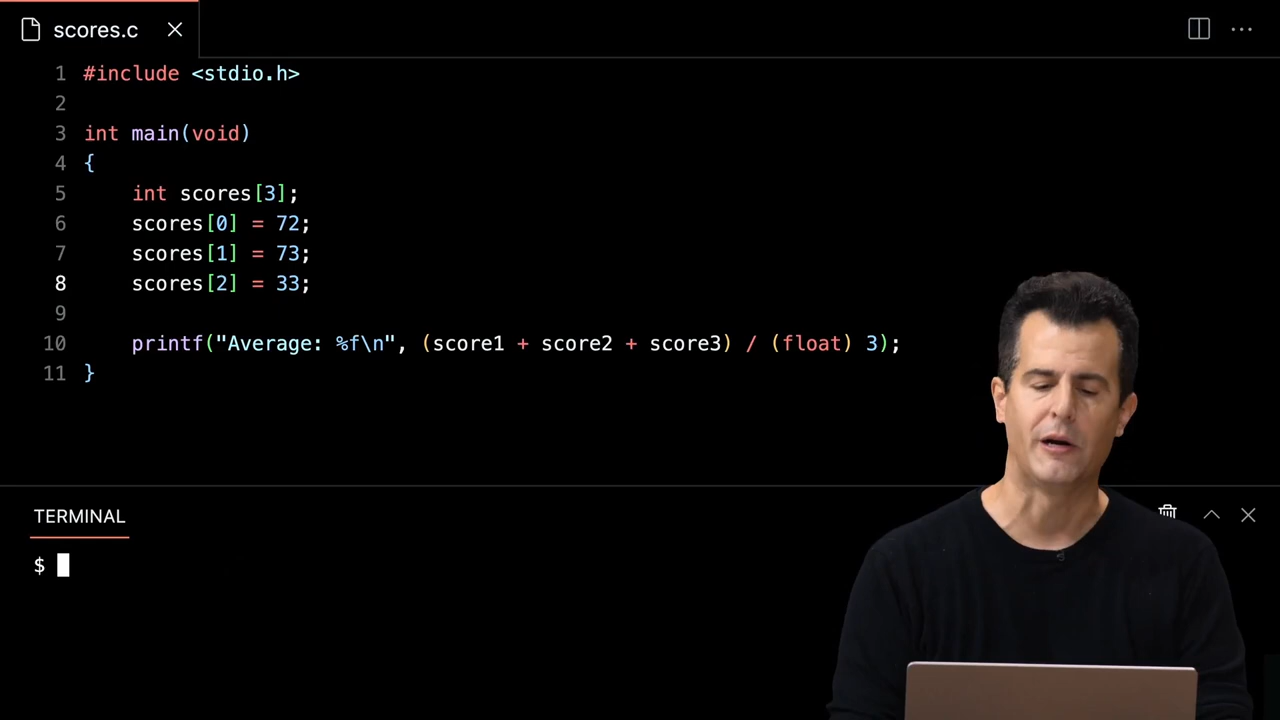 scores.c
1 #include <stdio.h>
2
3 int main(void)
4 {
5     int scores[3];
6     scores[0] = 72;
7     scores[1] = 73;
8     scores[2] = 33;
9
10     printf("Average: %f\n", (score1 + score2 + score3) / (float) 3);
11 }
TERMINAL
$